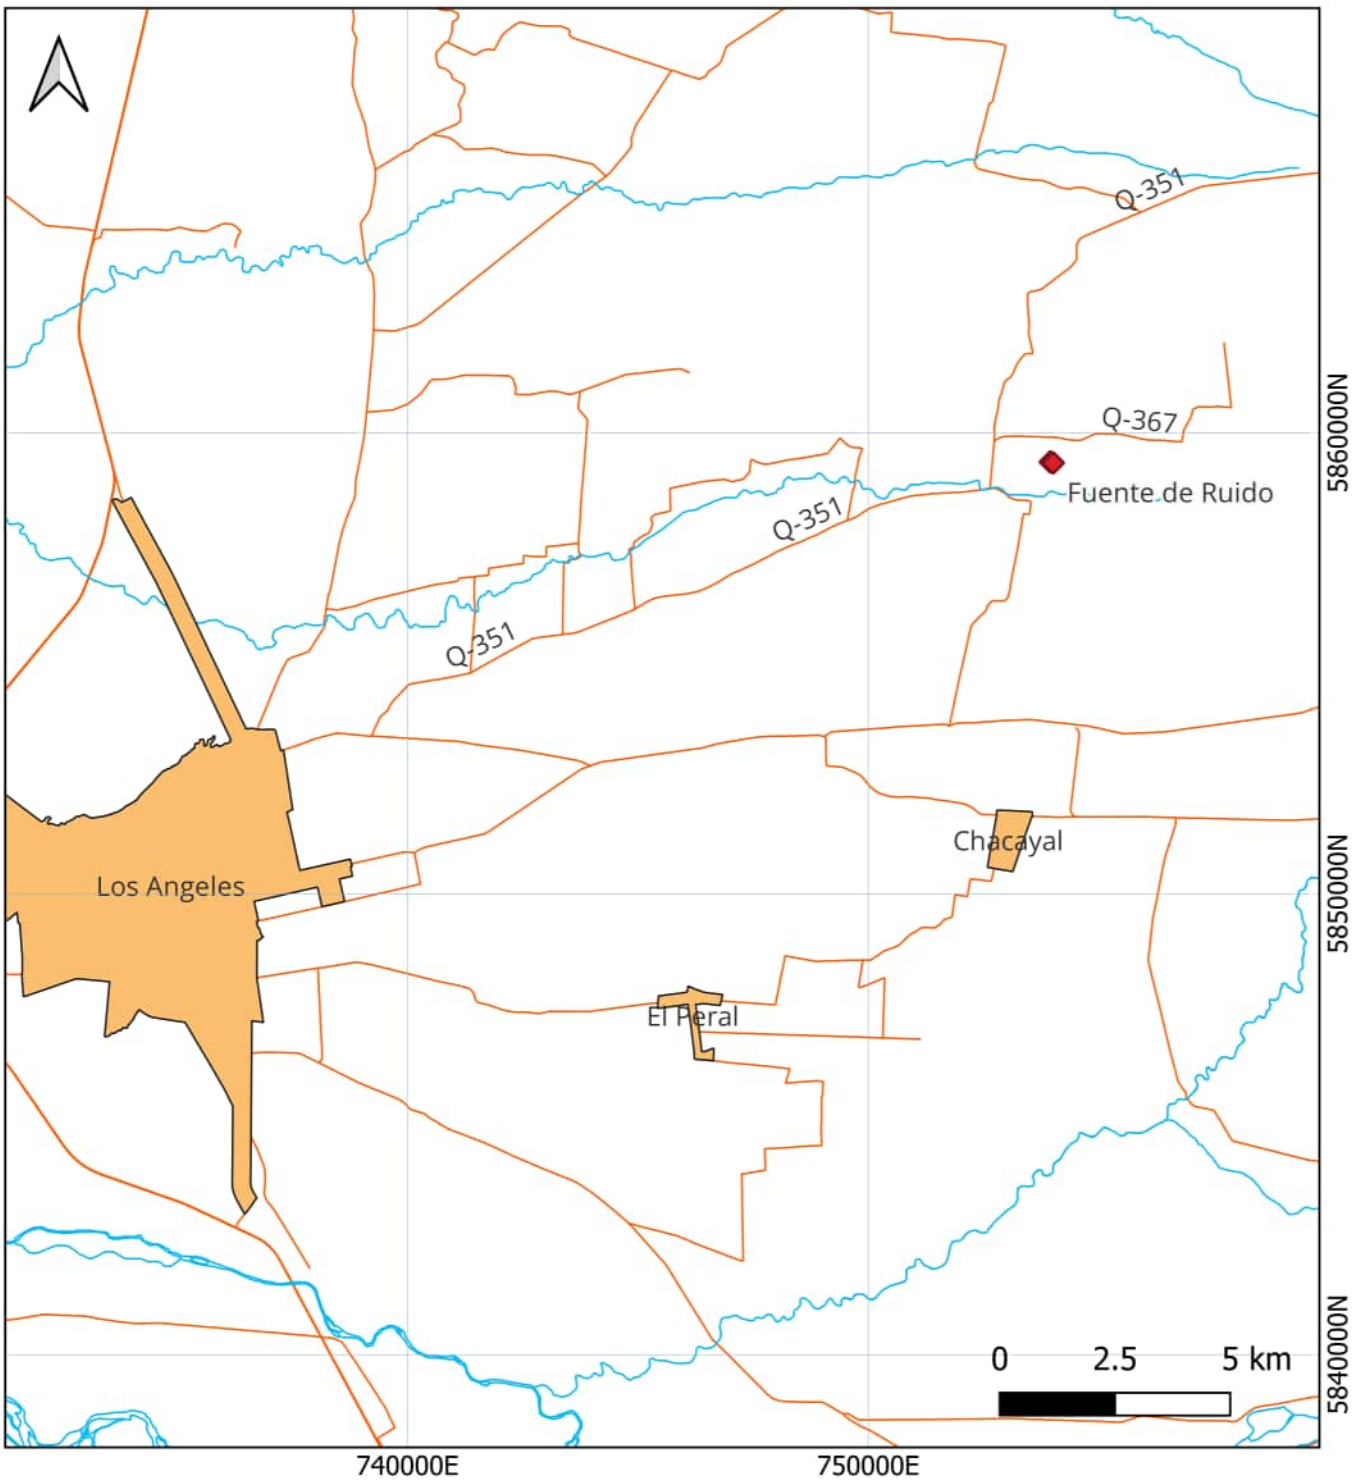 Q-351
5860000N
Q-367
Fuente de Ruido
Q-351
Q-351
Chacayal
Los Angeles
5850000N
El Peral
5840000N
0 2.5 5 km
740000E 750000E